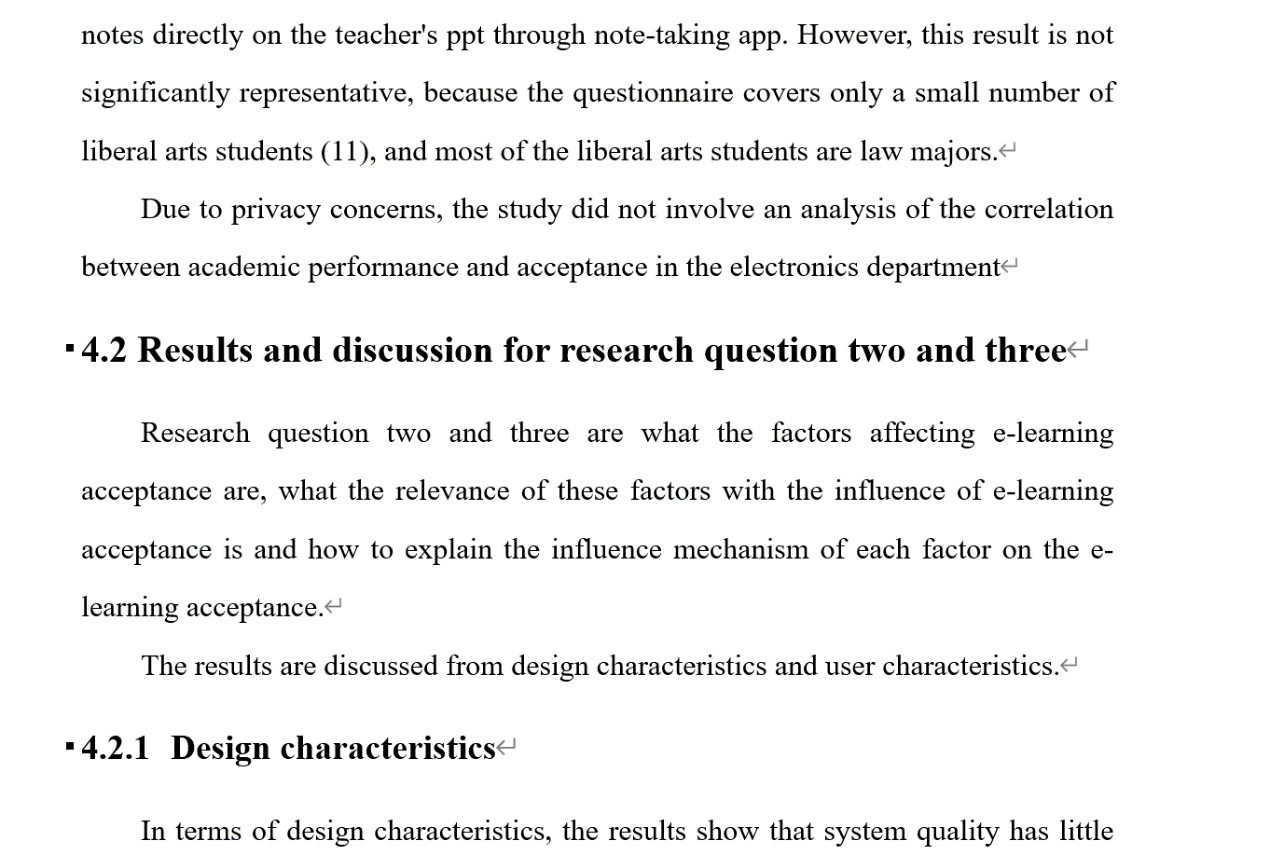 notes directly on the teacher's ppt through note-taking app. However, this result is not
significantly representative, because the questionnaire covers only a small number of
liberal arts students (11), and most of the liberal arts students are law majors.
Due to privacy concerns, the study did not involve an analysis of the correlation
between academic performance and acceptance in the electronics department
4.2 Results and discussion for research question two and three
Research question two and three are what the factors affecting e-learning
acceptance are, what the relevance of these factors with the influence of e-learning
acceptance is and how to explain the influence mechanism of each factor on the e-
learning acceptance.
The results are discussed from design characteristics and user characteristics.
4.2.1 Design characteristics
In terms of design characteristics, the results show that system quality has little